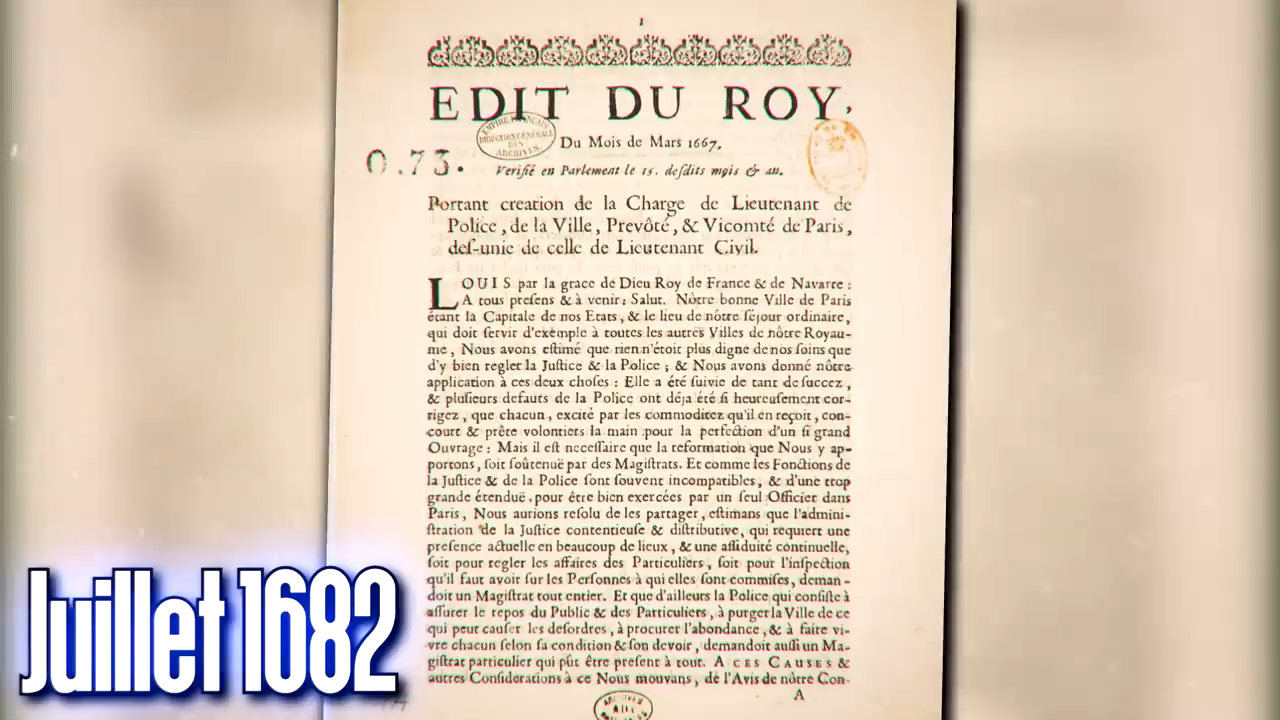 1
EDIT DU ROY,
EMPIRE FRANÇAIS
DIRECTION GÉNÉRALE
DES
ARCHIVES.
Du Mois de Mars 1667.
0.73.
Verifié en Parlement le 15. deſdits mois & an.
Portant creation de la Charge de Lieutenant de
Police, de la Ville, Prevôté, & Vicomté de Paris,
deſ-unie de celle de Lieutenant Civil.
LOUIS par la grace de Dieu Roy de France & de Navarre :
A tous preſens & à venir : Salut. Nôtre bonne Ville de Paris
étant la Capitale de nos Etats, & le lieu de nôtre ſéjour ordinaire,
qui doit ſervir d'exemple à toutes les autres Villes de nôtre Royau-
me, Nous avons eſtimé que rien n'étoit plus digne de nos ſoins que
d'y bien regler la Juſtice & la Police ; & Nous avons donné nôtre
application à ces deux choſes : Elle a été ſuivie de tant de ſuccez,
& pluſieurs defauts de la Police ont déja été ſi heureuſement cor-
rigez, que chacun, excité par les commoditez qu'il en reçoit, con-
court & prête volontiers la main pour la perfection d'un ſi grand
Ouvrage : Mais il eſt neceſſaire que la reformation que Nous y ap-
portons, ſoit ſoûtenuë par des Magiſtrats. Et comme les Fonctions de
la Juſtice & de la Police ſont ſouvent incompatibles, & d'une trop
grande étenduë, pour être bien exercées par un ſeul Officier dans
Paris, Nous aurions reſolu de les partager, eſtimans que l'admini-
ſtration de la Juſtice contentieuſe & diſtributive, qui requiert une
preſence actuelle en beaucoup de lieux, & une aſſiduité continuelle,
ſoit pour regler les affaires des Particuliers, ſoit pour l'inſpection
qu'il faut avoir ſur les Perſonnes à qui elles ſont commiſes, deman-
doit un Magiſtrat tout entier. Et que d'ailleurs la Police qui conſiſte à
aſſurer le repos du Public & des Particuliers, à purger la Ville de ce
qui peut cauſer les deſordres, à procurer l'abondance, & à faire vi-
vre chacun ſelon ſa condition & ſon devoir, demandoit auſſi un Ma-
giſtrat particulier qui pût être preſent à tout. A CES CAUSES &
autres Conſiderations à ce Nous mouvans, de l'Avis de nôtre Con-
A
ARCHIVES
Juillet 1682